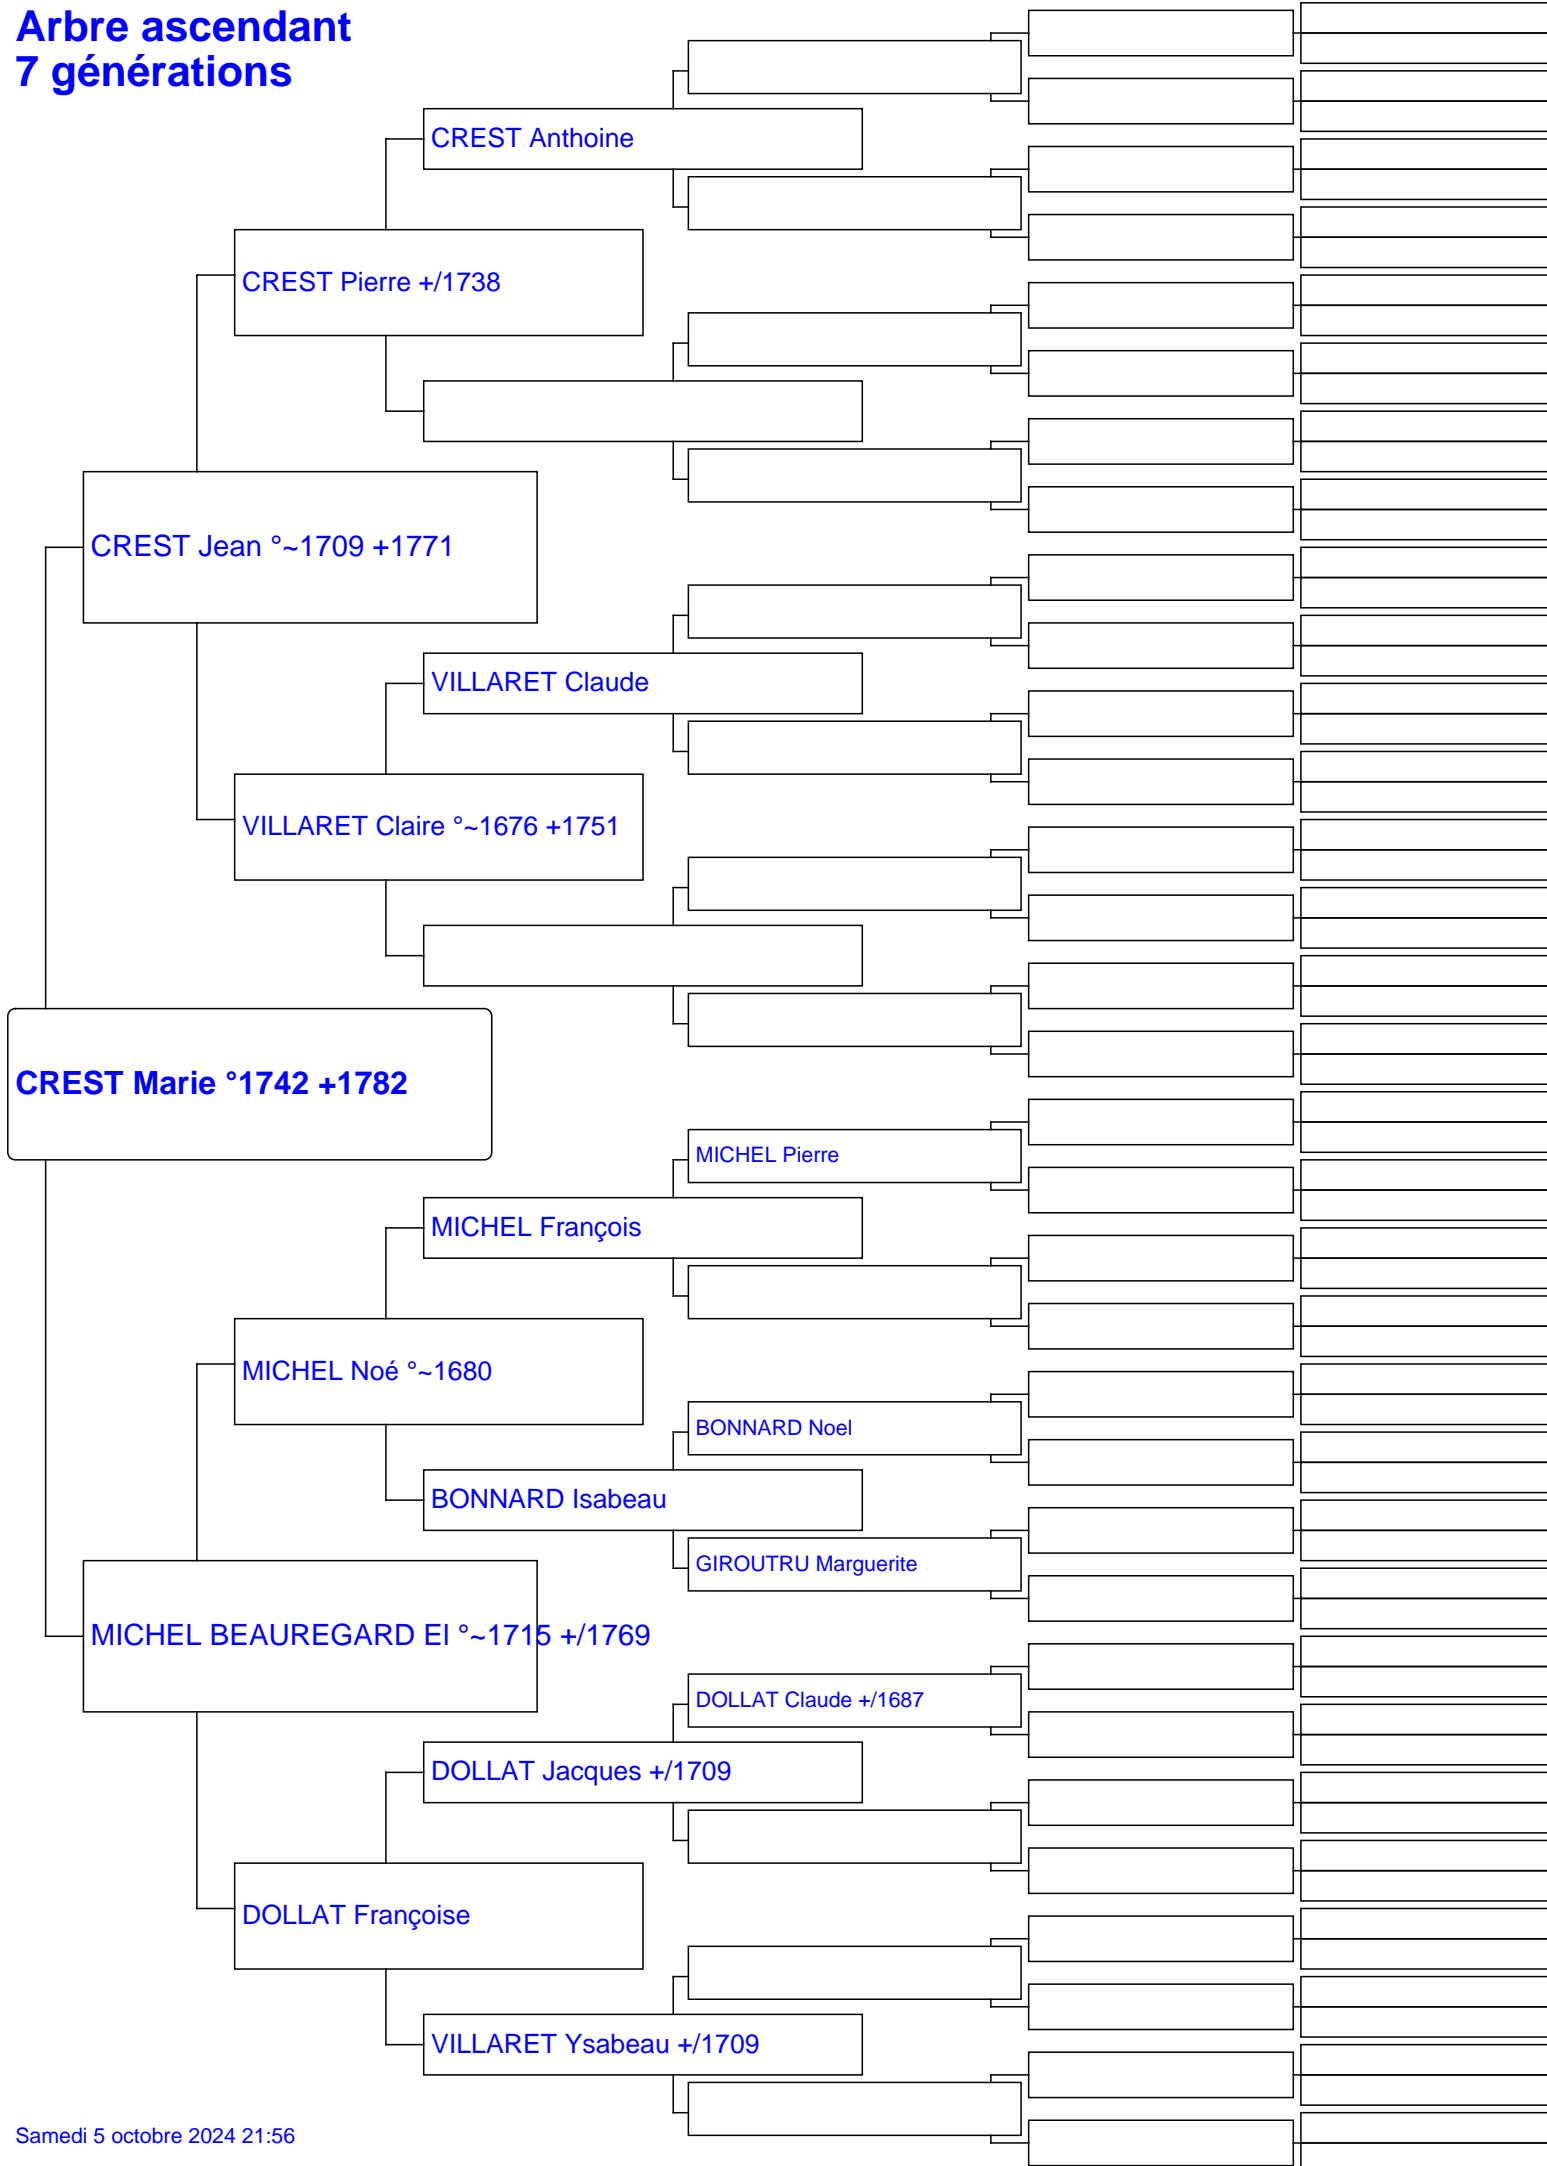 Arbre ascendant
7 générations
CREST Anthoine
CREST Pierre +/1738
CREST Jean °~1709 +1771
VILLARET Claude
VILLARET Claire °~1676 +1751
CREST Marie °1742 +1782
MICHEL Pierre
MICHEL François
MICHEL Noé °~1680
BONNARD Noel
BONNARD Isabeau
GIROUTRU Marguerite
MICHEL BEAUREGARD El °~1715 +/1769
DOLLAT Claude +/1687
DOLLAT Jacques +/1709
DOLLAT Françoise
VILLARET Ysabeau +/1709
Samedi 5 octobre 2024 21:56